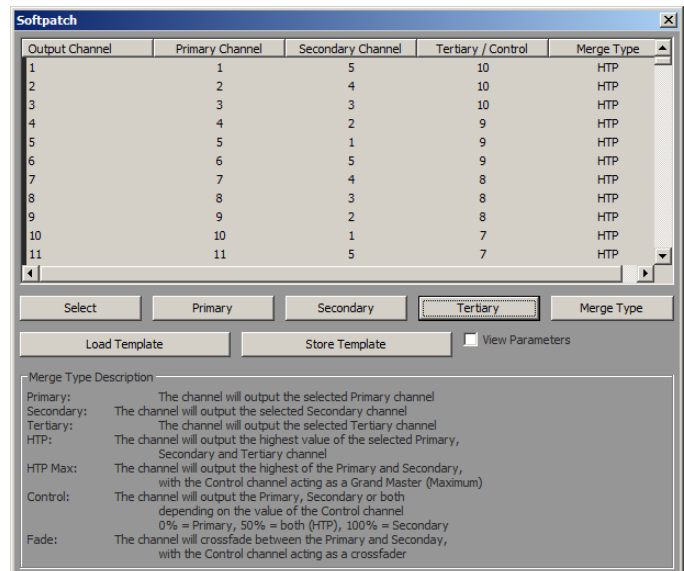 Softpatch
Output Channel Primary Channel Secondary Channel Tertiary / Control Merge Type
1 1 5 10 HTP
2 2 4 10 HTP
3 3 3 10 HTP
4 4 2 9 HTP
5 5 1 9 HTP
6 6 5 9 HTP
7 7 4 8 HTP
8 8 3 8 HTP
9 9 2 8 HTP
10 10 1 7 HTP
11 11 5 7 HTP
Select Primary Secondary Tertiary Merge Type
Load Template Store Template View Parameters
Merge Type Description
Primary: The channel will output the selected Primary channel
Secondary: The channel will output the selected Secondary channel
Tertiary: The channel will output the selected Tertiary channel
HTP: The channel will output the highest value of the selected Primary,
Secondary and Tertiary channel
HTP Max: The channel will output the highest of the Primary and Secondary,
with the Control channel acting as a Grand Master (Maximum)
Control: The channel will output the Primary, Secondary or both
depending on the value of the Control channel
0% = Primary, 50% = both (HTP), 100% = Secondary
Fade: The channel will crossfade between the Primary and Seconday,
with the Control channel acting as a crossfader